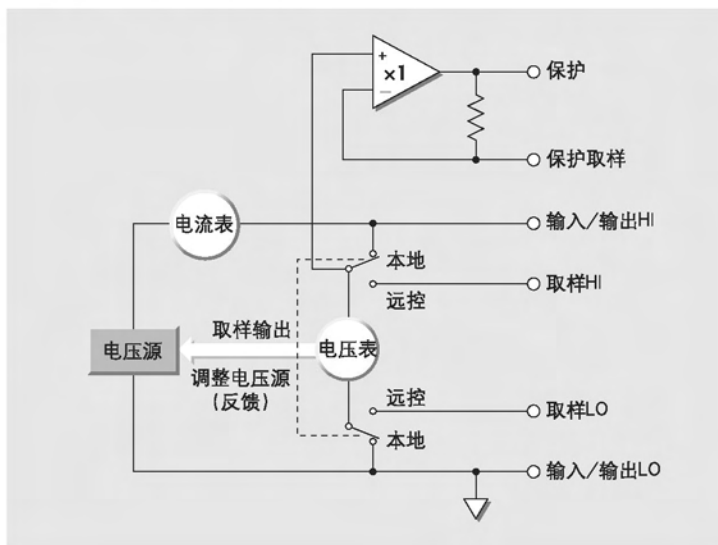 +
×1
−
保护
保护取样
电流表
输入/输出HI
本地
取样HI
远控
取样输出
电压源
电压表
调整电压源
(反馈)
远控
取样LO
本地
输入/输出LO